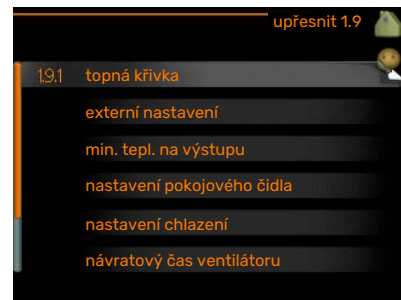 upřesnit 1.9
1.9.1 topná křivka
externí nastavení
min. tepl. na výstupu
nastavení pokojového čidla
nastavení chlazení
návratový čas ventilátoru